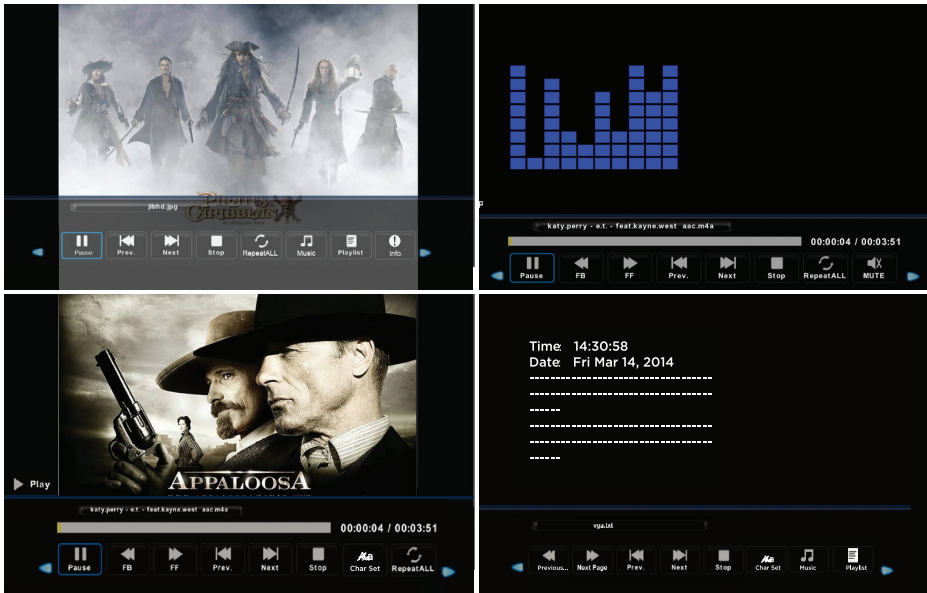 PIRATES
CARIBBEAN
jlbhd.jpg
Pause Prev. Next Stop RepeatALL Music Playlist Info.
P
katy.perry - e.t. - feat.kayne.west aac.m4a
00:00:04 / 00:03:51
Pause FB FF Prev. Next Stop RepeatALL MUTE
APPALOOSA
Play
katy.perry - e.t. - feat.kayne.west aac.m4a
00:00:04 / 00:03:51
Pause FB FF Prev. Next Stop Char Set RepeatALL
Time: 14:30:58
Date: Fri Mar 14, 2014
-----------------------------------
-----------------------------------
------
-----------------------------------
-----------------------------------
------
vga.txt
Previous... Next Page Prev. Next Stop Char Set Music Playlist